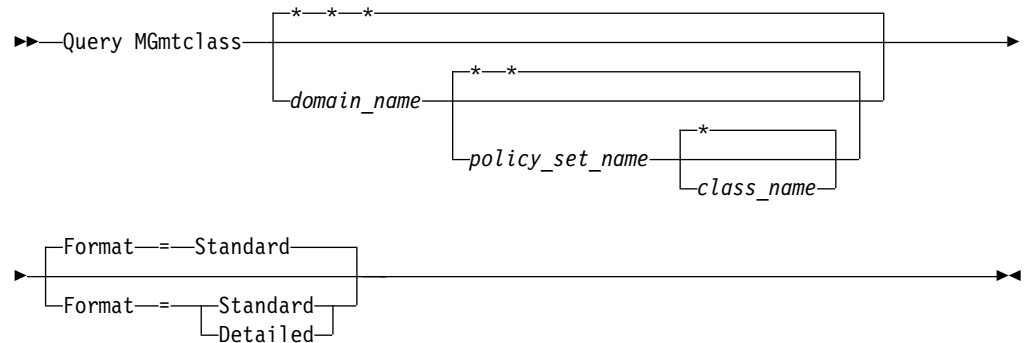 * * *
Query MGmtclass
* *
domain_name
*
policy_set_name
class_name
Format = Standard
Format = Standard
Detailed